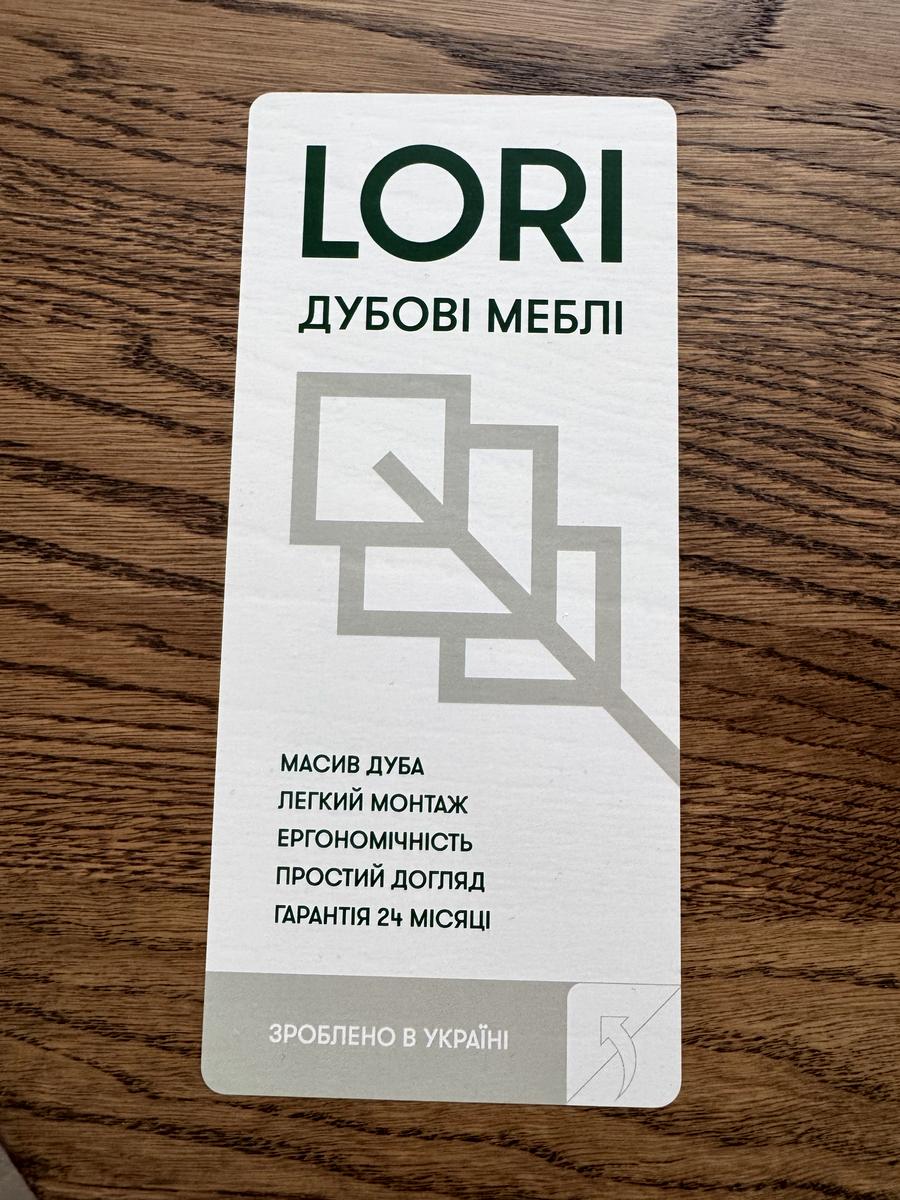 LORI
ДУБОВІ МЕБЛІ
МАСИВ ДУБА
ЛЕГКИЙ МОНТАЖ
ЕРГОНОМІЧНІСТЬ
ПРОСТИЙ ДОГЛЯД
ГАРАНТІЯ 24 МІСЯЦІ
ЗРОБЛЕНО В УКРАЇНІ